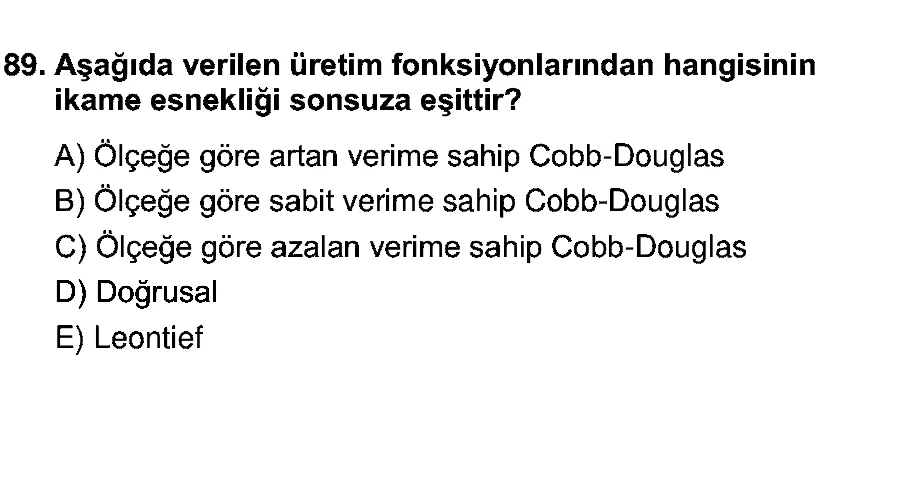 89. Aşağıda verilen üretim fonksiyonlarından hangisinin
ikame esnekliği sonsuza eşittir?
A) Ölçeğe göre artan verime sahip Cobb-Douglas
B) Ölçeğe göre sabit verime sahip Cobb-Douglas
C) Ölçeğe göre azalan verime sahip Cobb-Douglas
D) Doğrusal
E) Leontief